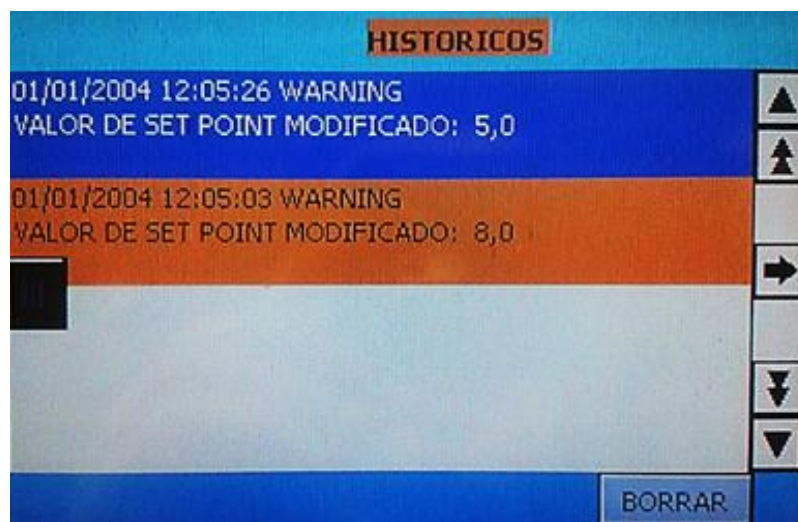 HISTORICOS
01/01/2004 12:05:26 WARNING
VALOR DE SET POINT MODIFICADO: 5,0
01/01/2004 12:05:03 WARNING
VALOR DE SET POINT MODIFICADO: 8,0
BORRAR